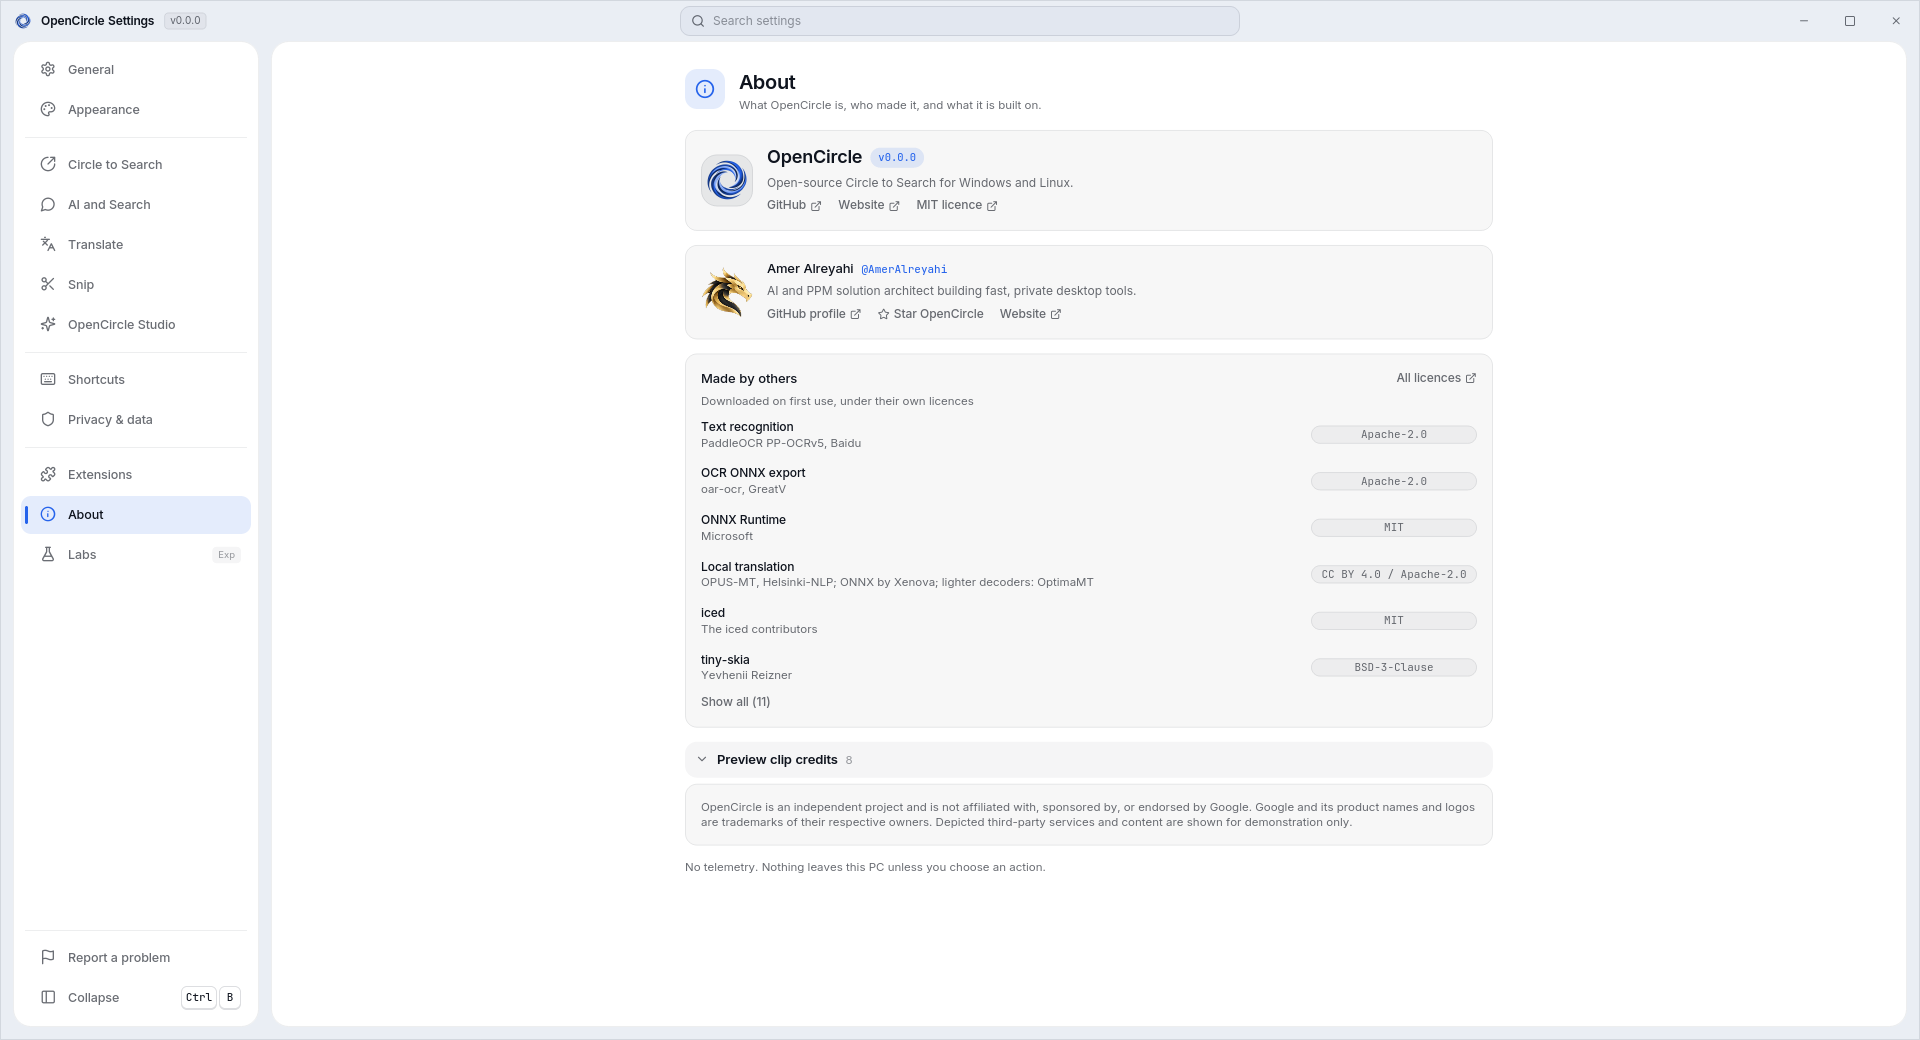 OpenCircle Settings v0.0.0
Search settings
General
Appearance
Circle to Search
AI and Search
Translate
Snip
OpenCircle Studio
Shortcuts
Privacy & data
Extensions
About
Labs Exp
Report a problem
Collapse Ctrl B
About
What OpenCircle is, who made it, and what it is built on.
OpenCircle v0.0.0
Open-source Circle to Search for Windows and Linux.
GitHub Website MIT licence
Amer Alreyahi @AmerAlreyahi
AI and PPM solution architect building fast, private desktop tools.
GitHub profile Star OpenCircle Website
Made by others All licences
Downloaded on first use, under their own licences
Text recognition
PaddleOCR PP-OCRv5, Baidu
Apache-2.0
OCR ONNX export
oar-ocr, GreatV
Apache-2.0
ONNX Runtime
Microsoft
MIT
Local translation
OPUS-MT, Helsinki-NLP; ONNX by Xenova; lighter decoders: OptimaMT
CC BY 4.0 / Apache-2.0
iced
The iced contributors
MIT
tiny-skia
Yevhenii Reizner
BSD-3-Clause
Show all (11)
Preview clip credits 8
OpenCircle is an independent project and is not affiliated with, sponsored by, or endorsed by Google. Google and its product names and logos
are trademarks of their respective owners. Depicted third-party services and content are shown for demonstration only.
No telemetry. Nothing leaves this PC unless you choose an action.